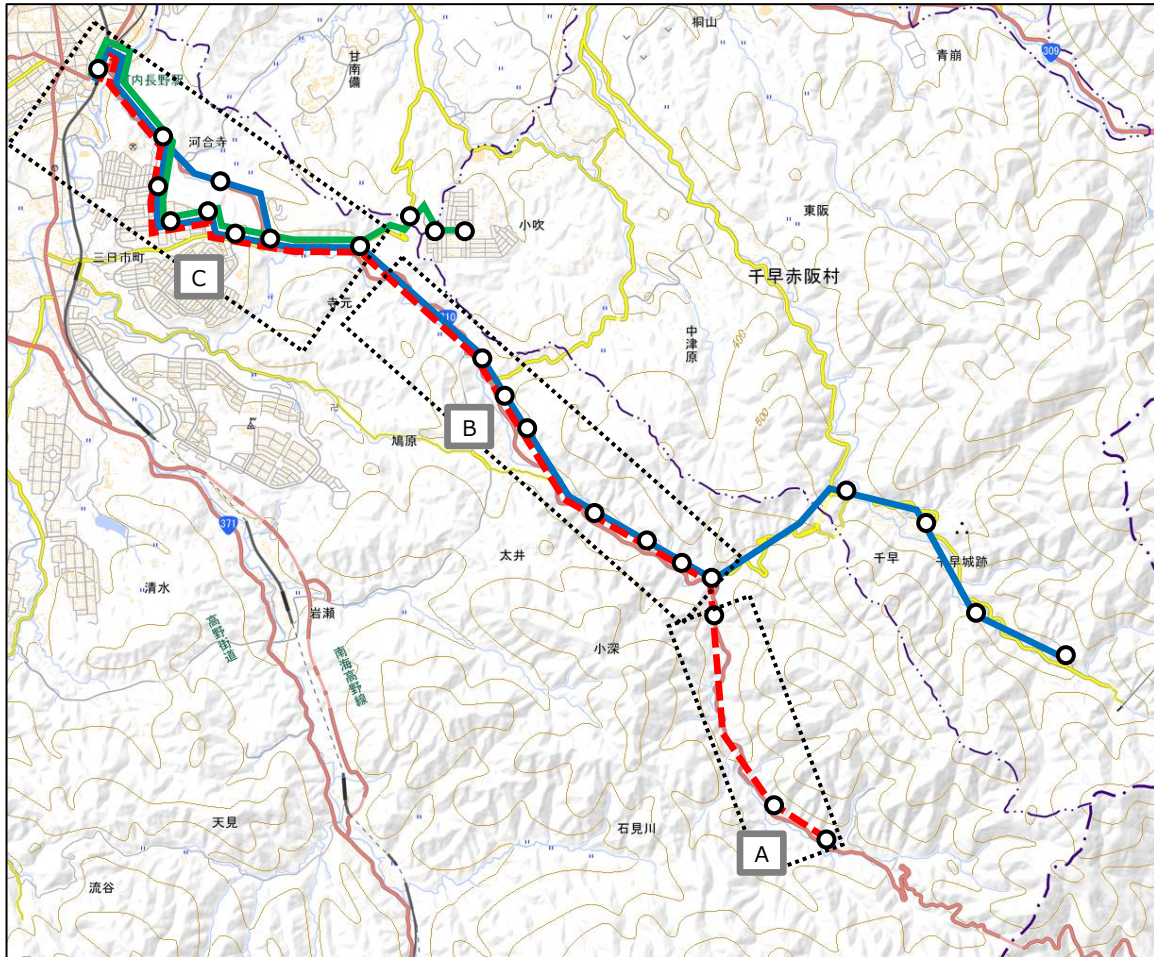 桐山
309
青崩
甘南備
内長野駅
河合寺
小吹
東阪
三日市町
C
千早赤阪村
寺元
310
中津原
400
500
B
鳩原
371
太井
千早
千早城跡
清水
岩瀬
高野街道
小深
南海高野線
天見
石見川
A
流谷